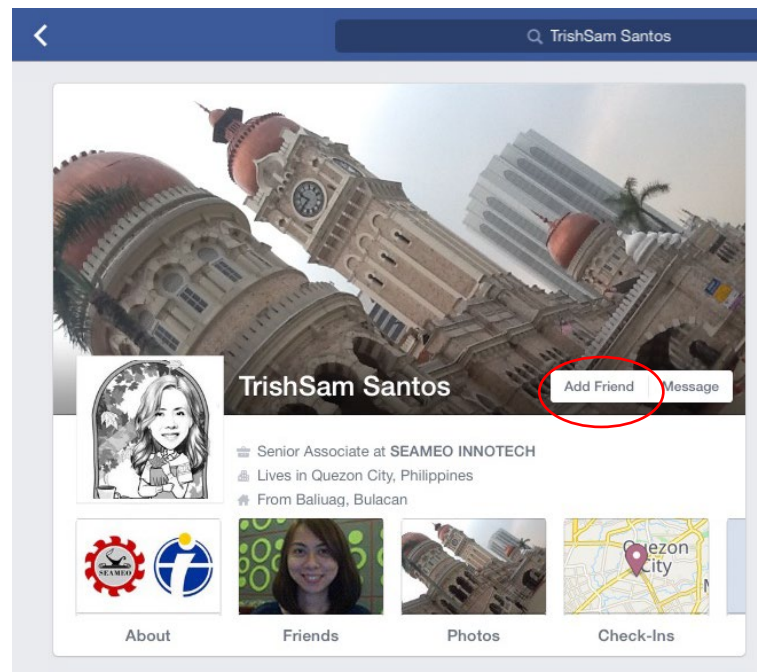 TrishSam Santos
TrishSam Santos
Add Friend
Message
Senior Associate at SEAMEO INNOTECH
Lives in Quezon City, Philippines
From Baliuag, Bulacan
SEAMEO
Quezon
City
About
Friends
Photos
Check-Ins